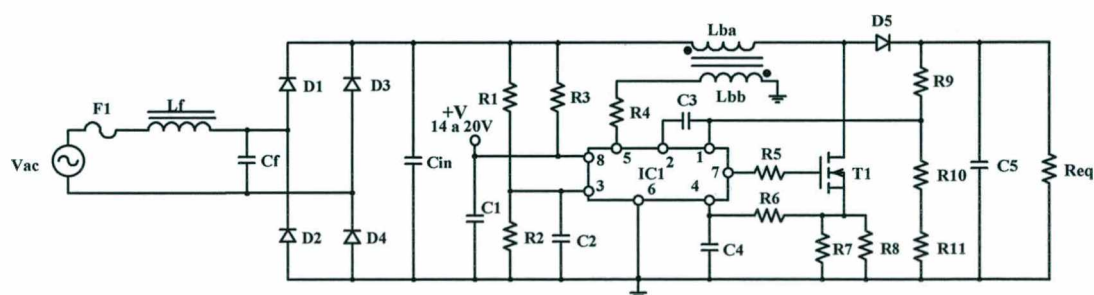 Lba
D5
D1
D3
R9
F1
Lf
R1
R3
R4
C3
Lbb
+V
14 a 20V
Vac
Cf
Cin
8
5
2
1
IC1
7
R5
T1
R10
C5
Req
3
6
4
C1
R6
D2
D4
R2
C2
C4
R7
R8
R11